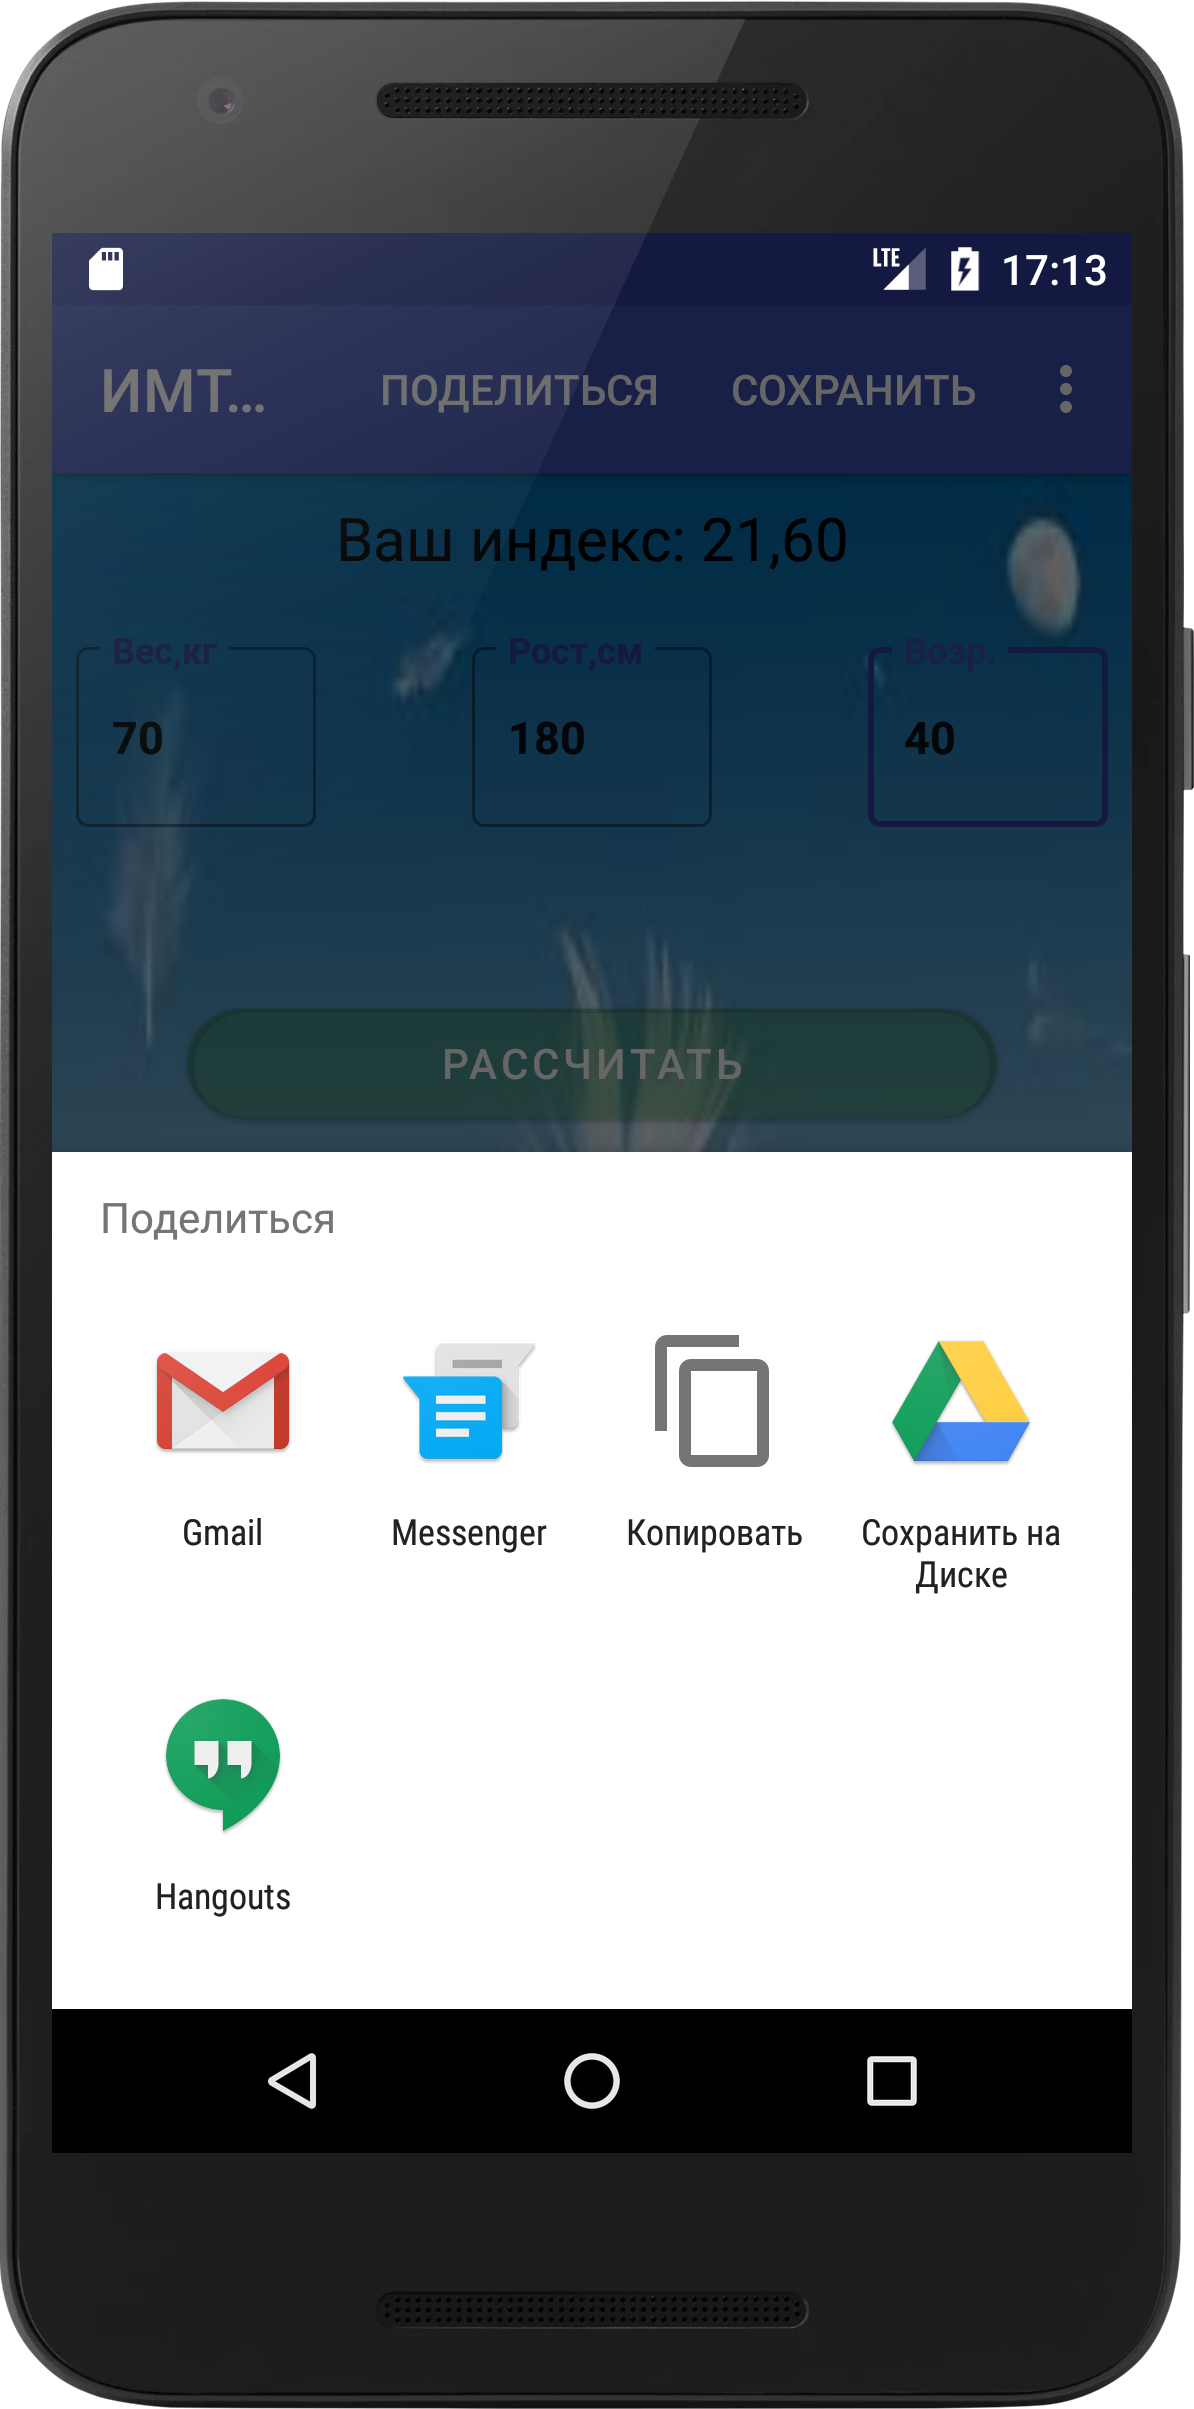 LTE 17:13
ИМТ... ПОДЕЛИТЬСЯ СОХРАНИТЬ
Ваш индекс: 21,60
Вес,кг Рост,см Возр.
70 180 40
РАССЧИТАТЬ
Поделиться
Gmail Messenger Копировать Сохранить на
Диске
Hangouts